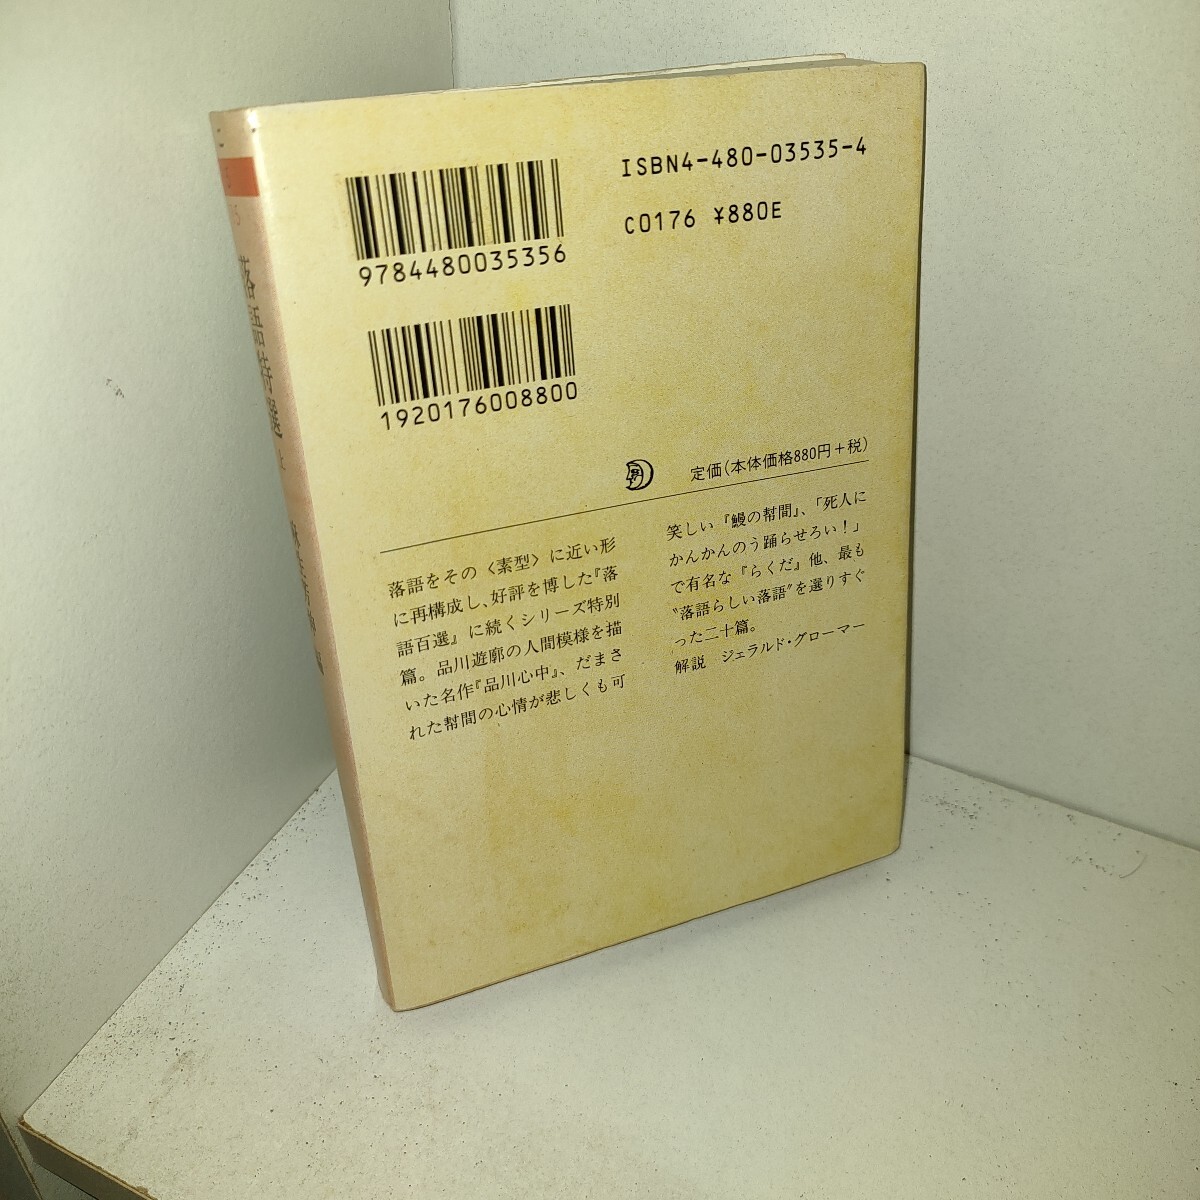 ISBN4-480-03535-4
C0176 ¥880E
9784480035356
1920176008800
定価(本体価格880円+税)
落語をその〈素型〉に近い形
に再構成し、好評を博した『落
語百選』に続くシリーズ特別
篇。品川遊廓の人間模様を描
いた名作『品川心中』、だまさ
れた幇間の心情が悲しくも可
笑しい『鰻の幇間』、「死人に
かんかんのう踊らせろい!」
で有名な『らくだ』他、最も
"落語らしい落語"を選りすぐ
った二十篇。
解説 ジェラルド・グローマー
落語特選 上
編